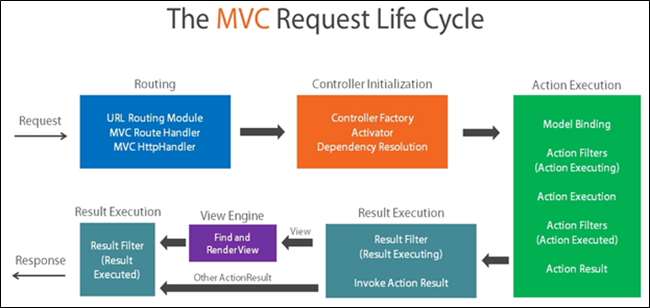 The MVC Request Life Cycle
Routing
Controller Initialization
Action Execution
Request
URL Routing Module
MVC Route Handler
MVC HttpHandler
Controller Factory
Activator
Dependency Resolution
Model Binding
Action Filters
(Action Executing)
Action Execution
Action Filters
(Action Executed)
Action Result
Result Execution
Result Filter
(Result Executing)
Invoke Action Result
View
View Engine
Find and
Render View
Other ActionResult
Result Execution
Result Filter
(Result
Executed)
Response